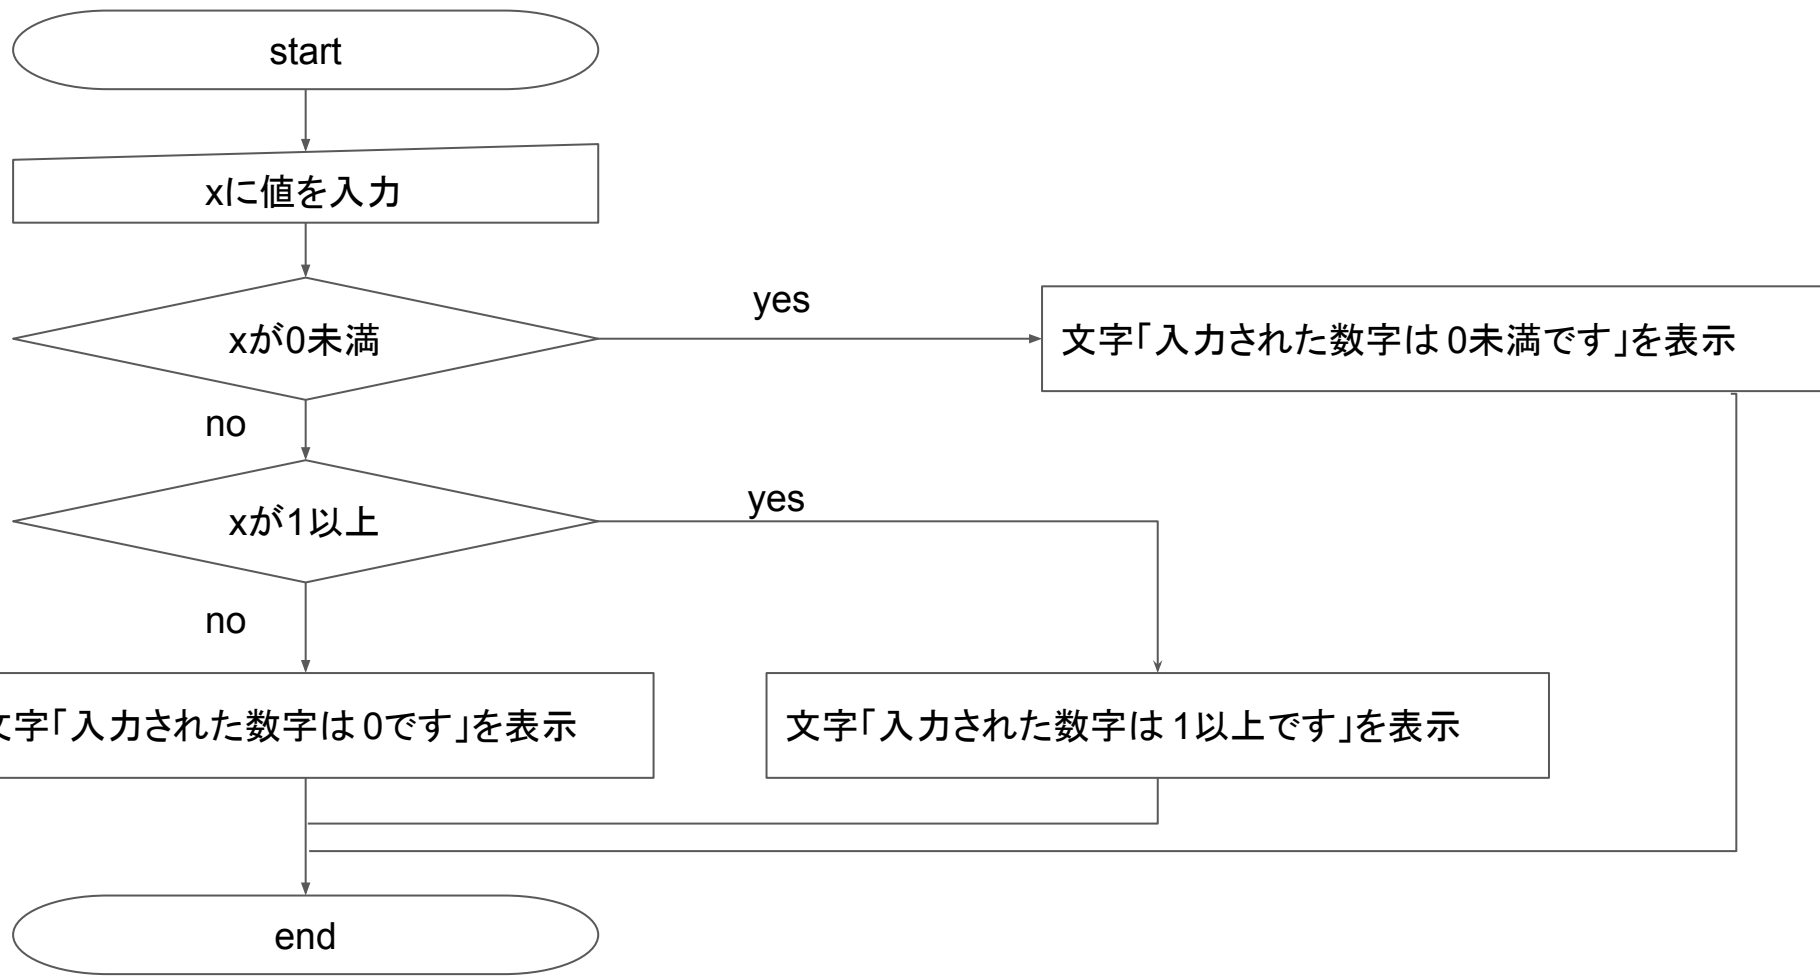 start
xに値を入力
xが0未満
yes
文字「入力された数字は0未満です」を表示
no
xが1以上
yes
no
文字「入力された数字は0です」を表示
文字「入力された数字は1以上です」を表示
end